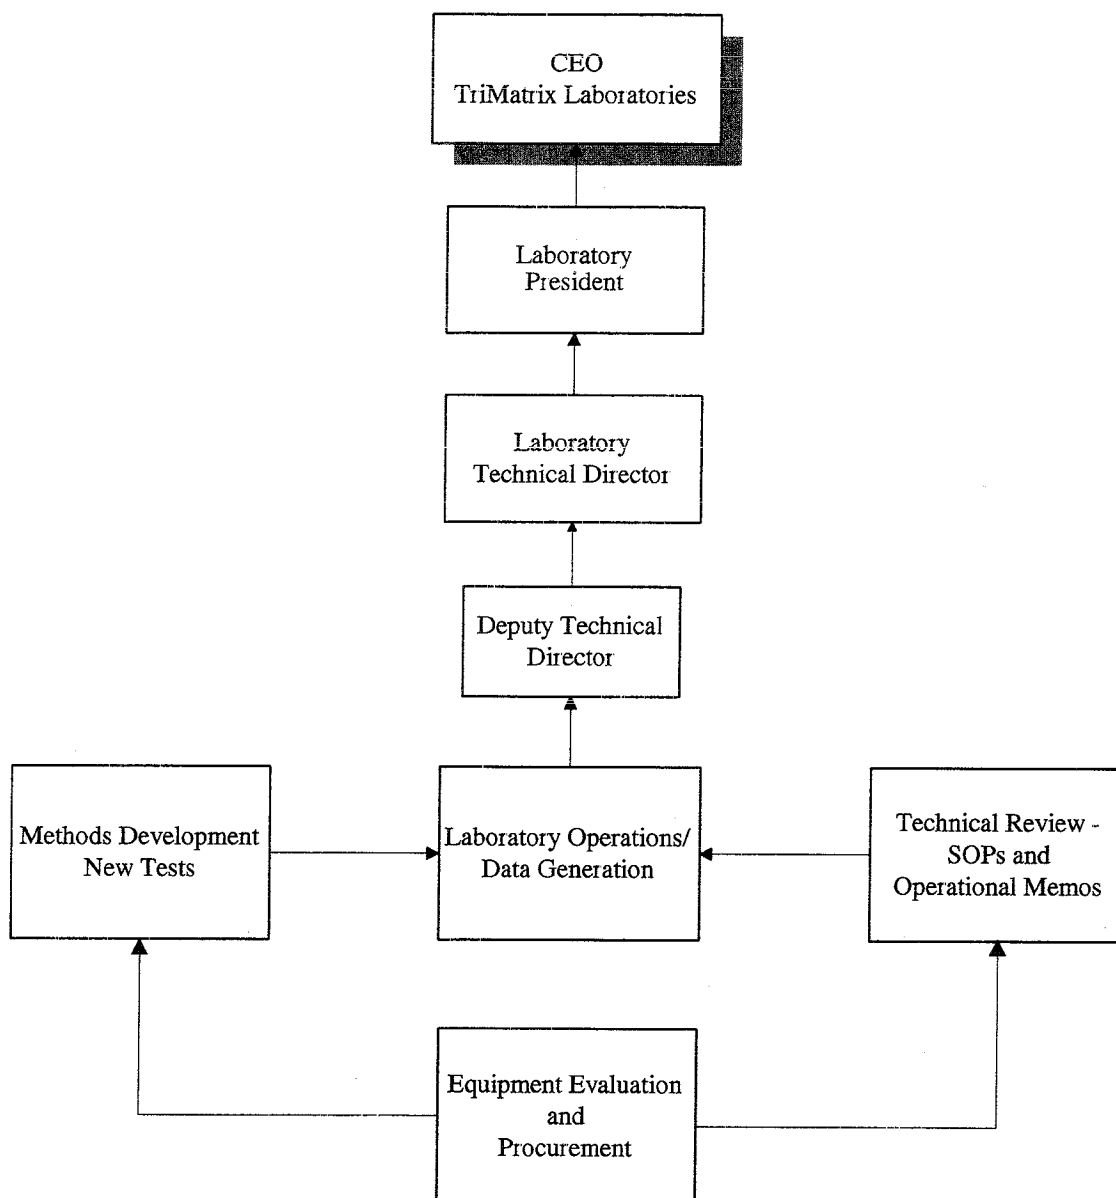 CEO
TriMatrix Laboratories
Laboratory
President
Laboratory
Technical Director
Deputy Technical
Director
Methods Development
New Tests
Laboratory Operations/
Data Generation
Technical Review -
SOPs and
Operational Memos
Equipment Evaluation
and
Procurement